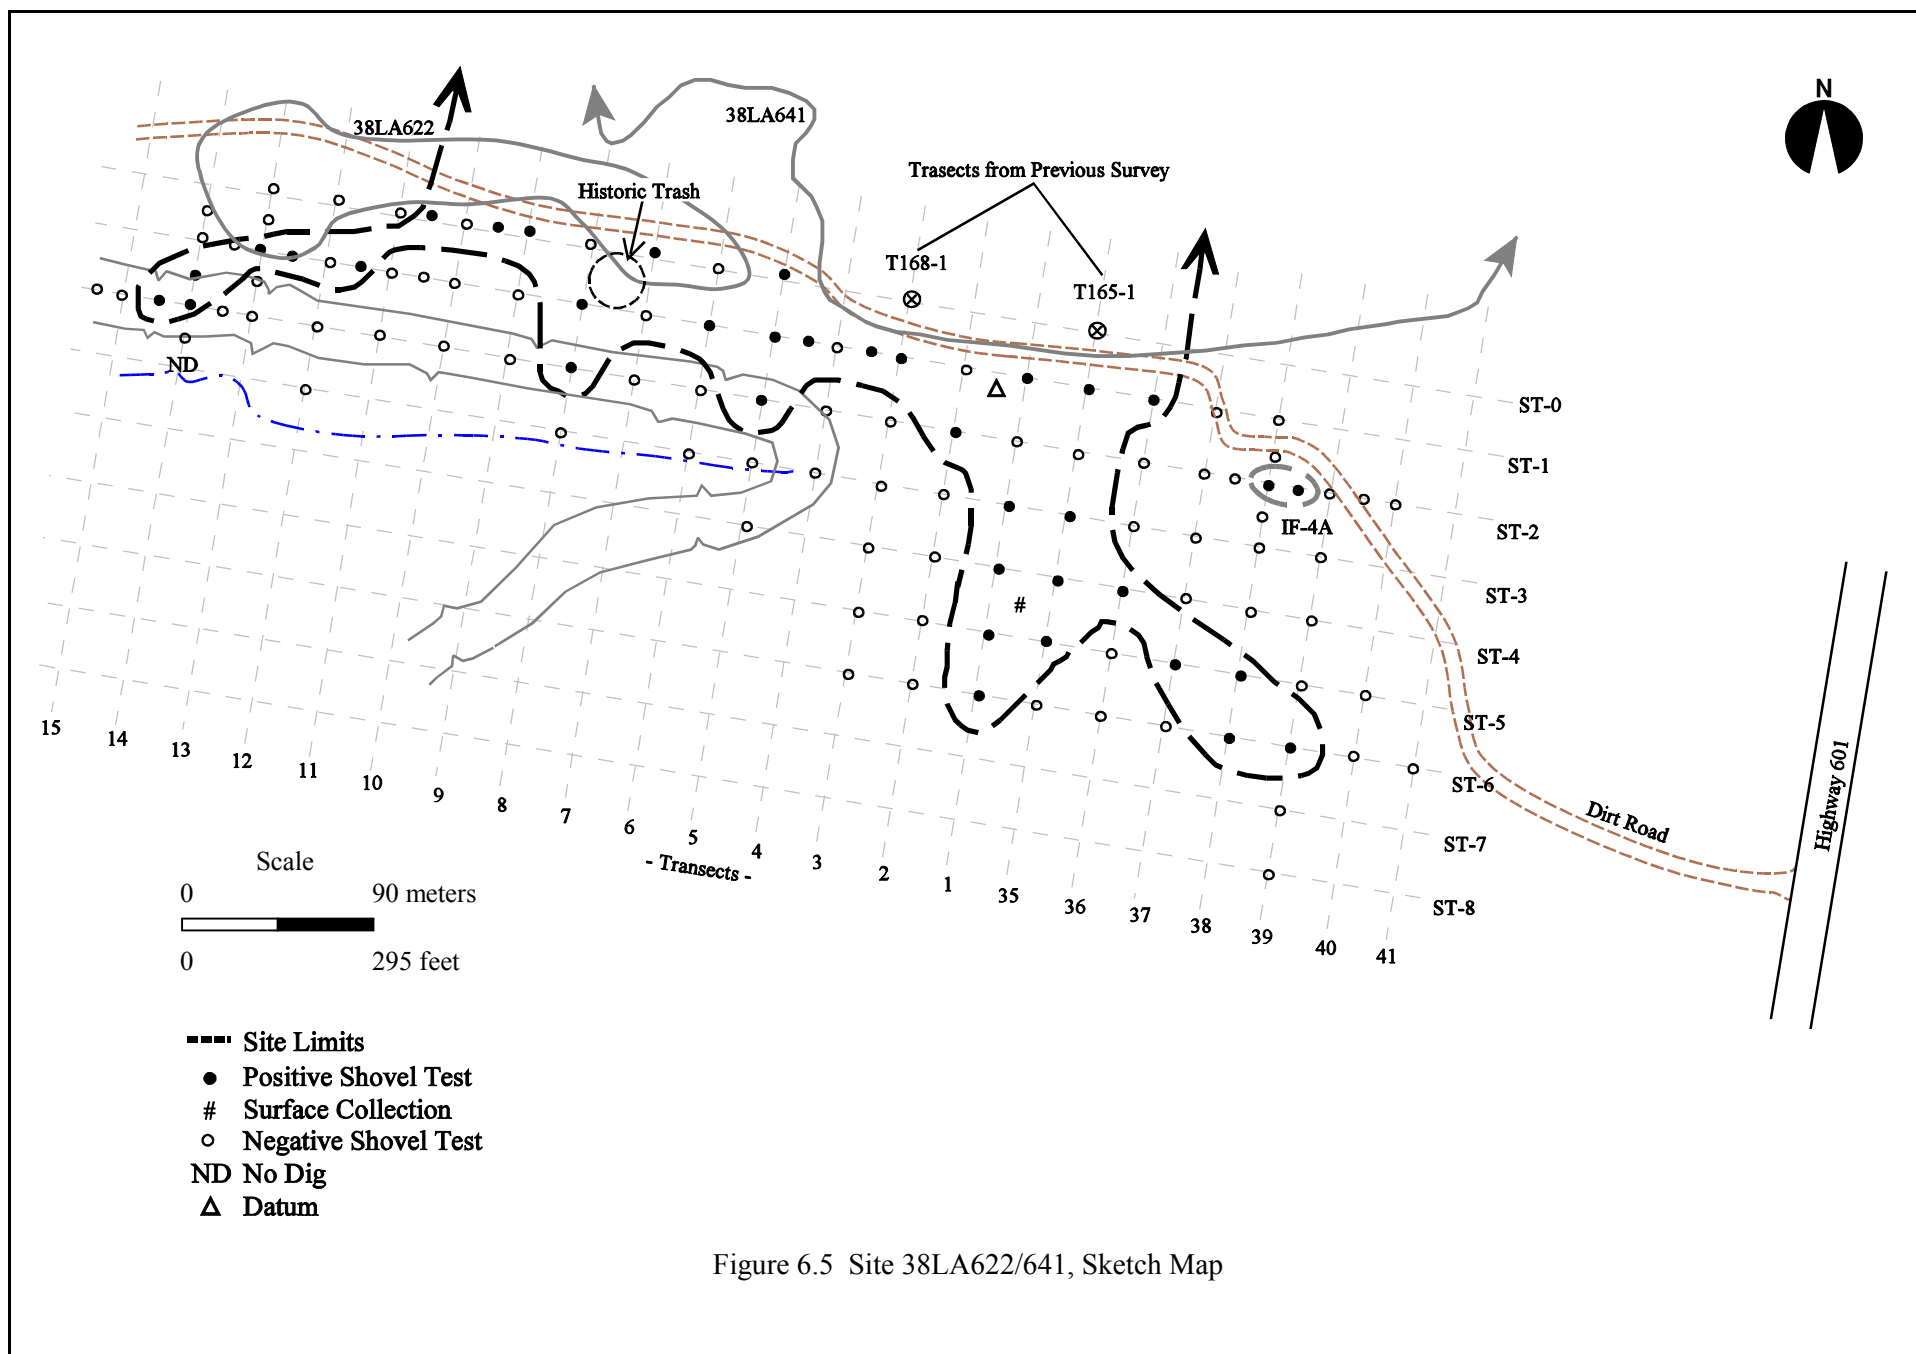 N
38LA622
38LA641
Historic Trash
Trasects from Previous Survey
T168-1
T165-1
ND
IF-4A
#
ST-0
ST-1
ST-2
ST-3
ST-4
ST-5
ST-6
ST-7
ST-8
15
14
13
12
11
10
9
8
7
6
5
4
3
2
1
35
36
37
38
39
40
41
- Transects -
Dirt Road
Highway 601
Scale
0 90 meters
0 295 feet
Site Limits
Positive Shovel Test
# Surface Collection
Negative Shovel Test
ND No Dig
Datum
Figure 6.5 Site 38LA622/641, Sketch Map